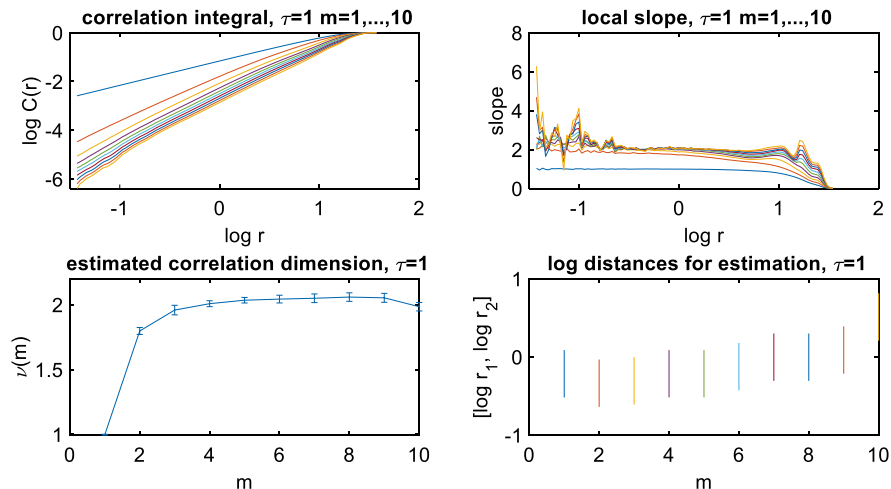 correlation integral, τ=1 m=1,...,10
0
-2
-4
-6
log C(r)
-1 0 1 2
log r
local slope, τ=1 m=1,...,10
8
6
4
2
0
slope
-1 0 1 2
log r
estimated correlation dimension, τ=1
2
1.5
1
ν(m)
0 2 4 6 8 10
m
log distances for estimation, τ=1
1
0
-1
[log r₁, log r₂]
0 2 4 6 8 10
m